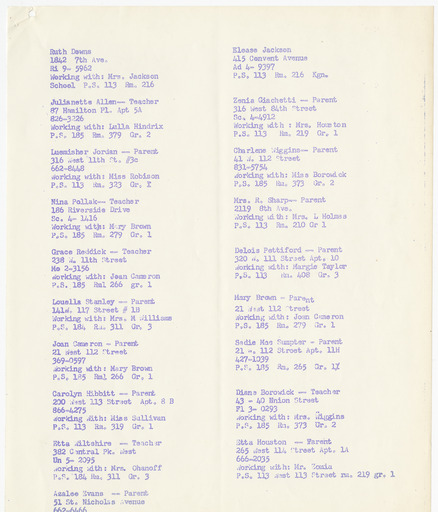 Ruth Downs
1842 7th Ave.
Ri 9- 5962
Working with: Mrs. Jackson
School P.S. 113 Rm. 216
Julianette Allen-- Teacher
87 Hamilton Pl. Apt 5A
826-3226
Working with: Lella Hindrix
P.S. 185 Rm. 379 Gr. 2
Luemisher Jordan -- Parent
316 West 11th St. #3c
662-8448
Working with: Miss Robison
P.S. 113 Rm. 323 Gr. X
Nina Pollak-- Teacher
186 Riverside Drive
Sc. 4- 1416
Working with: Mary Brown
P.S. 185 Rm. 279 Gr. 1
Grace Reddick -- Teacher
238 W. 11th Street
Mo 2-3156
Working with: Jean Cameron
P.S. 185 Rm1 266 gr. 1
Louella Stanley -- Parent
141W. 117 Street # 1H
Working with: Mrs. M Williams
P.S. 184 Rm. 311 Gr. 3
Joan Cameron - Parent
21 West 112 Street
369-0597
Working with: Mary Brown
P.S. 185 Rm1 266 Gr. 1
Carolyn Hibbitt -- Parent
200 West 113 Street Apt. 8 B
866-4275
Working with: Miss Sullivan
P.S. 113 Rm. 319 Gr. 1
Etta Wiltshire -- Teacher
382 Central Pk. West
Un 5- 2095
Working with: Mrs. Ohanoff
P.S. 184 Rm. 311 Gr. 3
Azalee Evans -- Parent
51 St. Nicholas Avenue
662-6466
Elease Jackson
415 Convent Avenue
Ad 4- 9397
P.S. 113 Rm. 216 Kgn.
Zenia Giachetti -- Parent
316 West 84th Street
Sc. 4-4912
Working with : Mrs. Houston
P.S. 113 Rm. 219 Gr. 1
Charlene Wiggins-- Parent
41 W. 112 Street
831-5754
Working with: Miss Borowick
P.S. 185 Rm. 373 Gr. 2
Mrs. M. Sharp-- Parent
2119 8th Ave.
Working with: Mrs. L Holmes
P.S. 113 Rm. 210 Gr 1
Delois Pettiford -- Parent
320 W. 111 Street Apt. 10
Working with: Margie Taylor
P.S. 113 Rm. 408 Gr. 3
Mary Brown - Parent
21 West 112 Street
Working with: Joan Cameron
P.S. 185 Rm. 279 Gr. 1
Sadie Mae Sumpter - Parent
21 W. 112 Street Apt. 11H
427-1039
P.S. 185 Rm. 265 Gr. 1
Diane Borowick -- Teacher
43 - 40 Union Street
Fl 3- 0293
Working with: Mrs. Wiggins
P.S. 185 Rm. 373 Gr. 2
Etta Houston -- Parent
265 West 114 Street Apt. 1A
666-2035
Working with: Mr.
P.S. 113 West 113 Street rm. 219 gr. 1